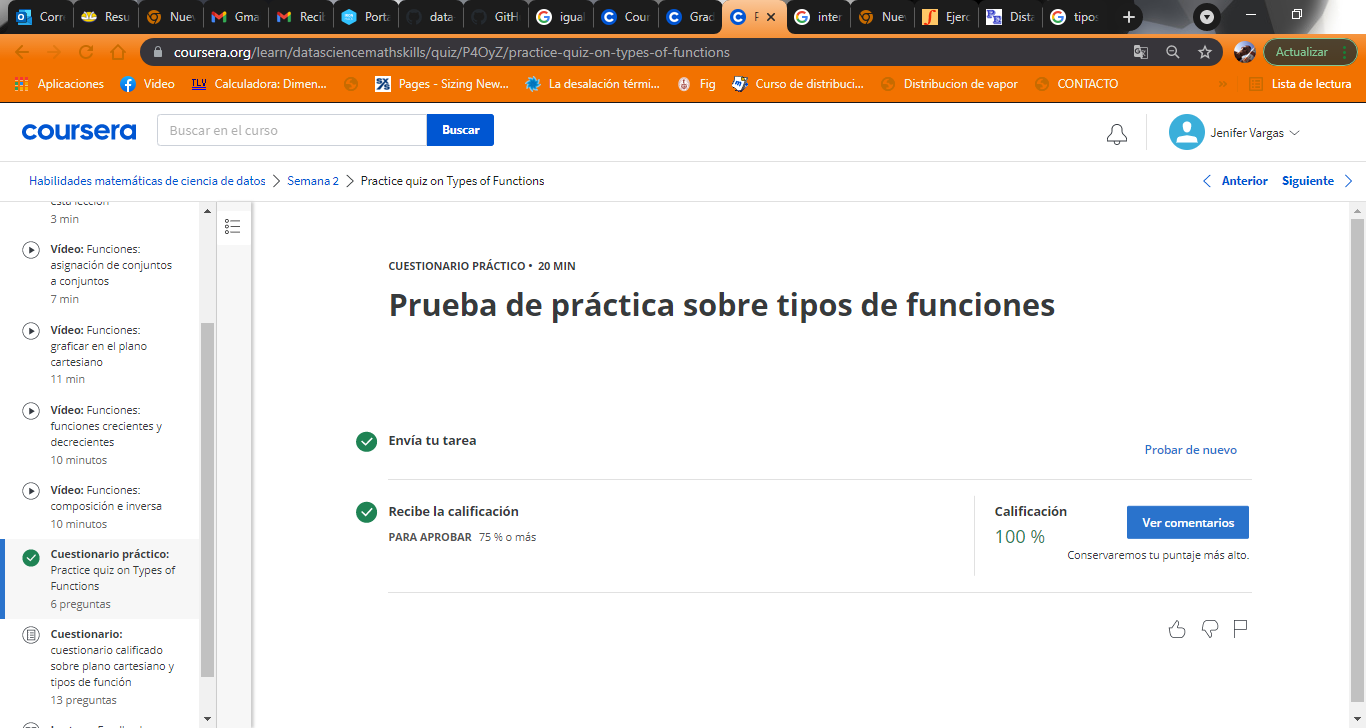 Corr
Resu
Nuev
Gma
Recil
Porta
data
GitH
igual
Cour
Grac
F
inter
Nuev
Ejerc
Dista
tipos
coursera.org/learn/datasciencemathskills/quiz/P4OyZ/practice-quiz-on-types-of-functions
Actualizar
Aplicaciones
Video
TLV
Calculadora: Dimen...
Pages - Sizing New...
La desalación térmi...
Fig
Curso de distribuci...
Distribucion de vapor
CONTACTO
»
Lista de lectura
coursera
Buscar en el curso
Buscar
Jenifer Vargas
Habilidades matemáticas de ciencia de datos
Semana 2
Practice quiz on Types of Functions
Anterior
Siguiente
esta lección
3 min
Vídeo: Funciones:
asignación de conjuntos
a conjuntos
7 min
Vídeo: Funciones:
graficar en el plano
cartesiano
11 min
Vídeo: Funciones:
funciones crecientes y
decrecientes
10 minutos
Vídeo: Funciones:
composición e inversa
10 minutos
Cuestionario práctico:
Practice quiz on Types of
Functions
6 preguntas
Cuestionario:
cuestionario calificado
sobre plano cartesiano y
tipos de función
13 preguntas
CUESTIONARIO PRÁCTICO • 20 MIN
Prueba de práctica sobre tipos de funciones
Envía tu tarea
Probar de nuevo
Recibe la calificación
PARA APROBAR 75 % o más
Calificación
100 %
Ver comentarios
Conservaremos tu puntaje más alto.